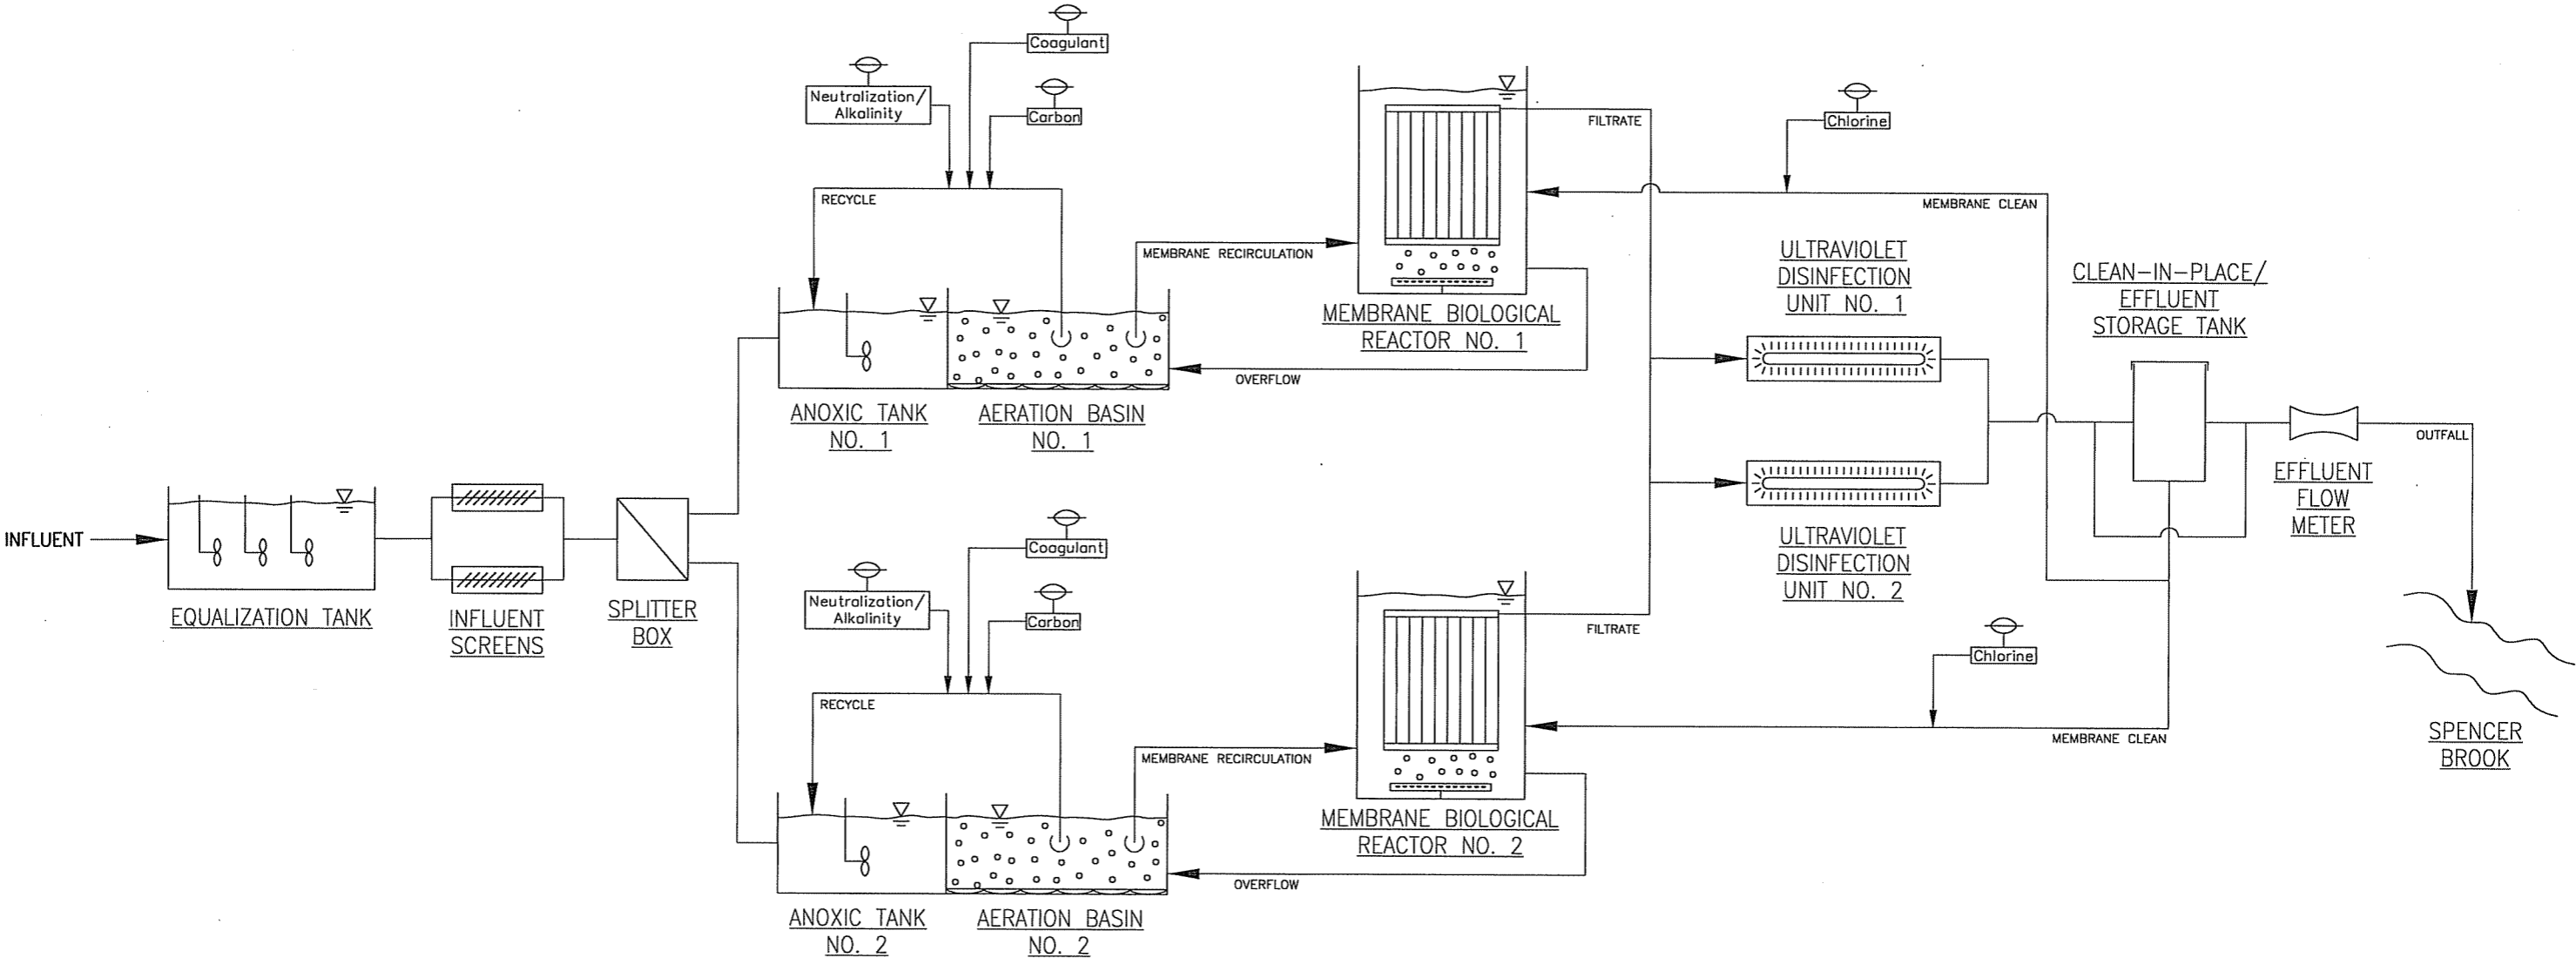 INFLUENT
EQUALIZATION TANK
INFLUENT
SCREENS
SPLITTER
BOX
Coagulant
Neutralization/
Alkalinity
Carbon
RECYCLE
ANOXIC TANK
NO. 1
AERATION BASIN
NO. 1
MEMBRANE RECIRCULATION
OVERFLOW
MEMBRANE BIOLOGICAL
REACTOR NO. 1
FILTRATE
Chlorine
MEMBRANE CLEAN
Coagulant
Neutralization/
Alkalinity
Carbon
RECYCLE
ANOXIC TANK
NO. 2
AERATION BASIN
NO. 2
MEMBRANE RECIRCULATION
OVERFLOW
MEMBRANE BIOLOGICAL
REACTOR NO. 2
FILTRATE
Chlorine
MEMBRANE CLEAN
ULTRAVIOLET
DISINFECTION
UNIT NO. 1
ULTRAVIOLET
DISINFECTION
UNIT NO. 2
CLEAN-IN-PLACE/
EFFLUENT
STORAGE TANK
EFFLUENT
FLOW
METER
OUTFALL
SPENCER
BROOK